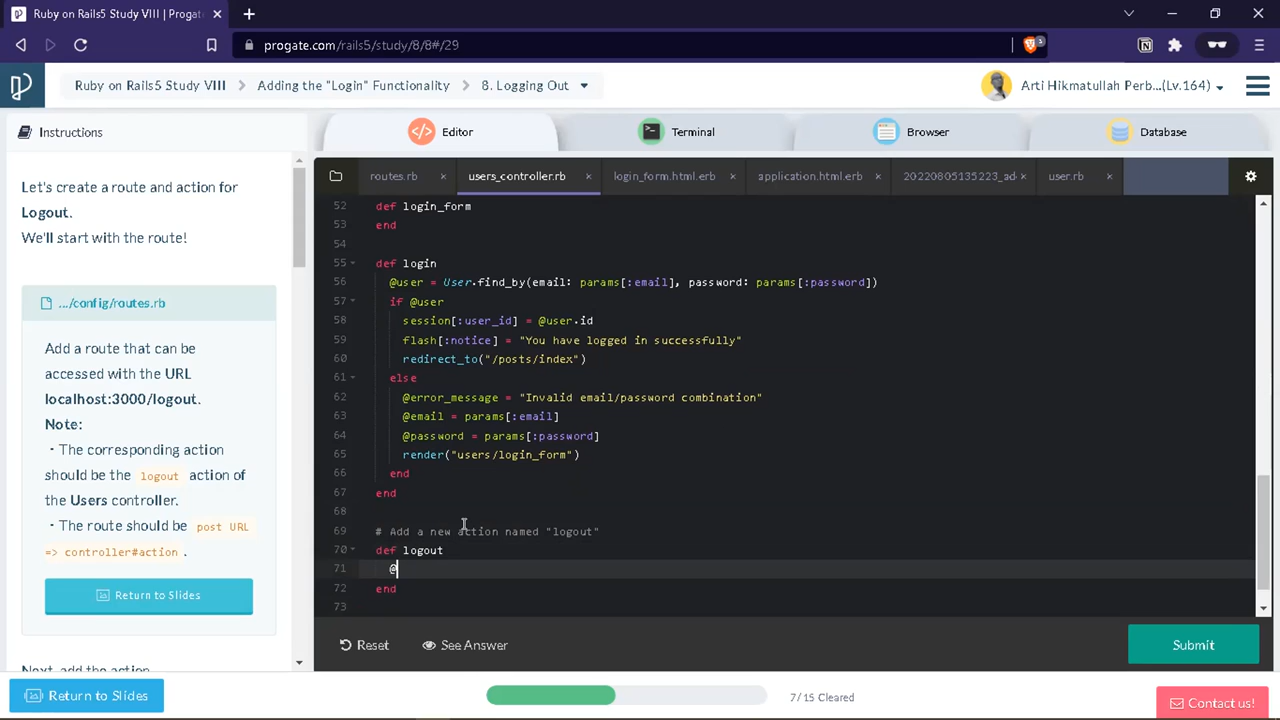 Ruby on Rails5 Study VIII | Progate
progate.com/rails5/study/8/8#/29
3
Ruby on Rails5 Study VIII
Adding the "Login" Functionality
8. Logging Out
Arti Hikmatullah Perb...(Lv.164)
Instructions
Editor
Terminal
Browser
Database
Let's create a route and action for
Logout.
We'll start with the route!
.../config/routes.rb
Add a route that can be
accessed with the URL
localhost:3000/logout.
Note:
・The corresponding action
should be the logout action of
the Users controller.
・The route should be post URL
=> controller#action .
Return to Slides
Next, add the action
routes.rb
users_controller.rb
login_form.html.erb
application.html.erb
20220805135223_ad
user.rb
52 def login_form
53 end
54
55 def login
56 @user = User.find_by(email: params[:email], password: params[:password])
57 if @user
58 session[:user_id] = @user.id
59 flash[:notice] = "You have logged in successfully"
60 redirect_to("/posts/index")
61 else
62 @error_message = "Invalid email/password combination"
63 @email = params[:email]
64 @password = params[:password]
65 render("users/login_form")
66 end
67 end
68
69 # Add a new action named "logout"
70 def logout
71 @
72 end
73
Reset
See Answer
Submit
Return to Slides
7/15 Cleared
Contact us!